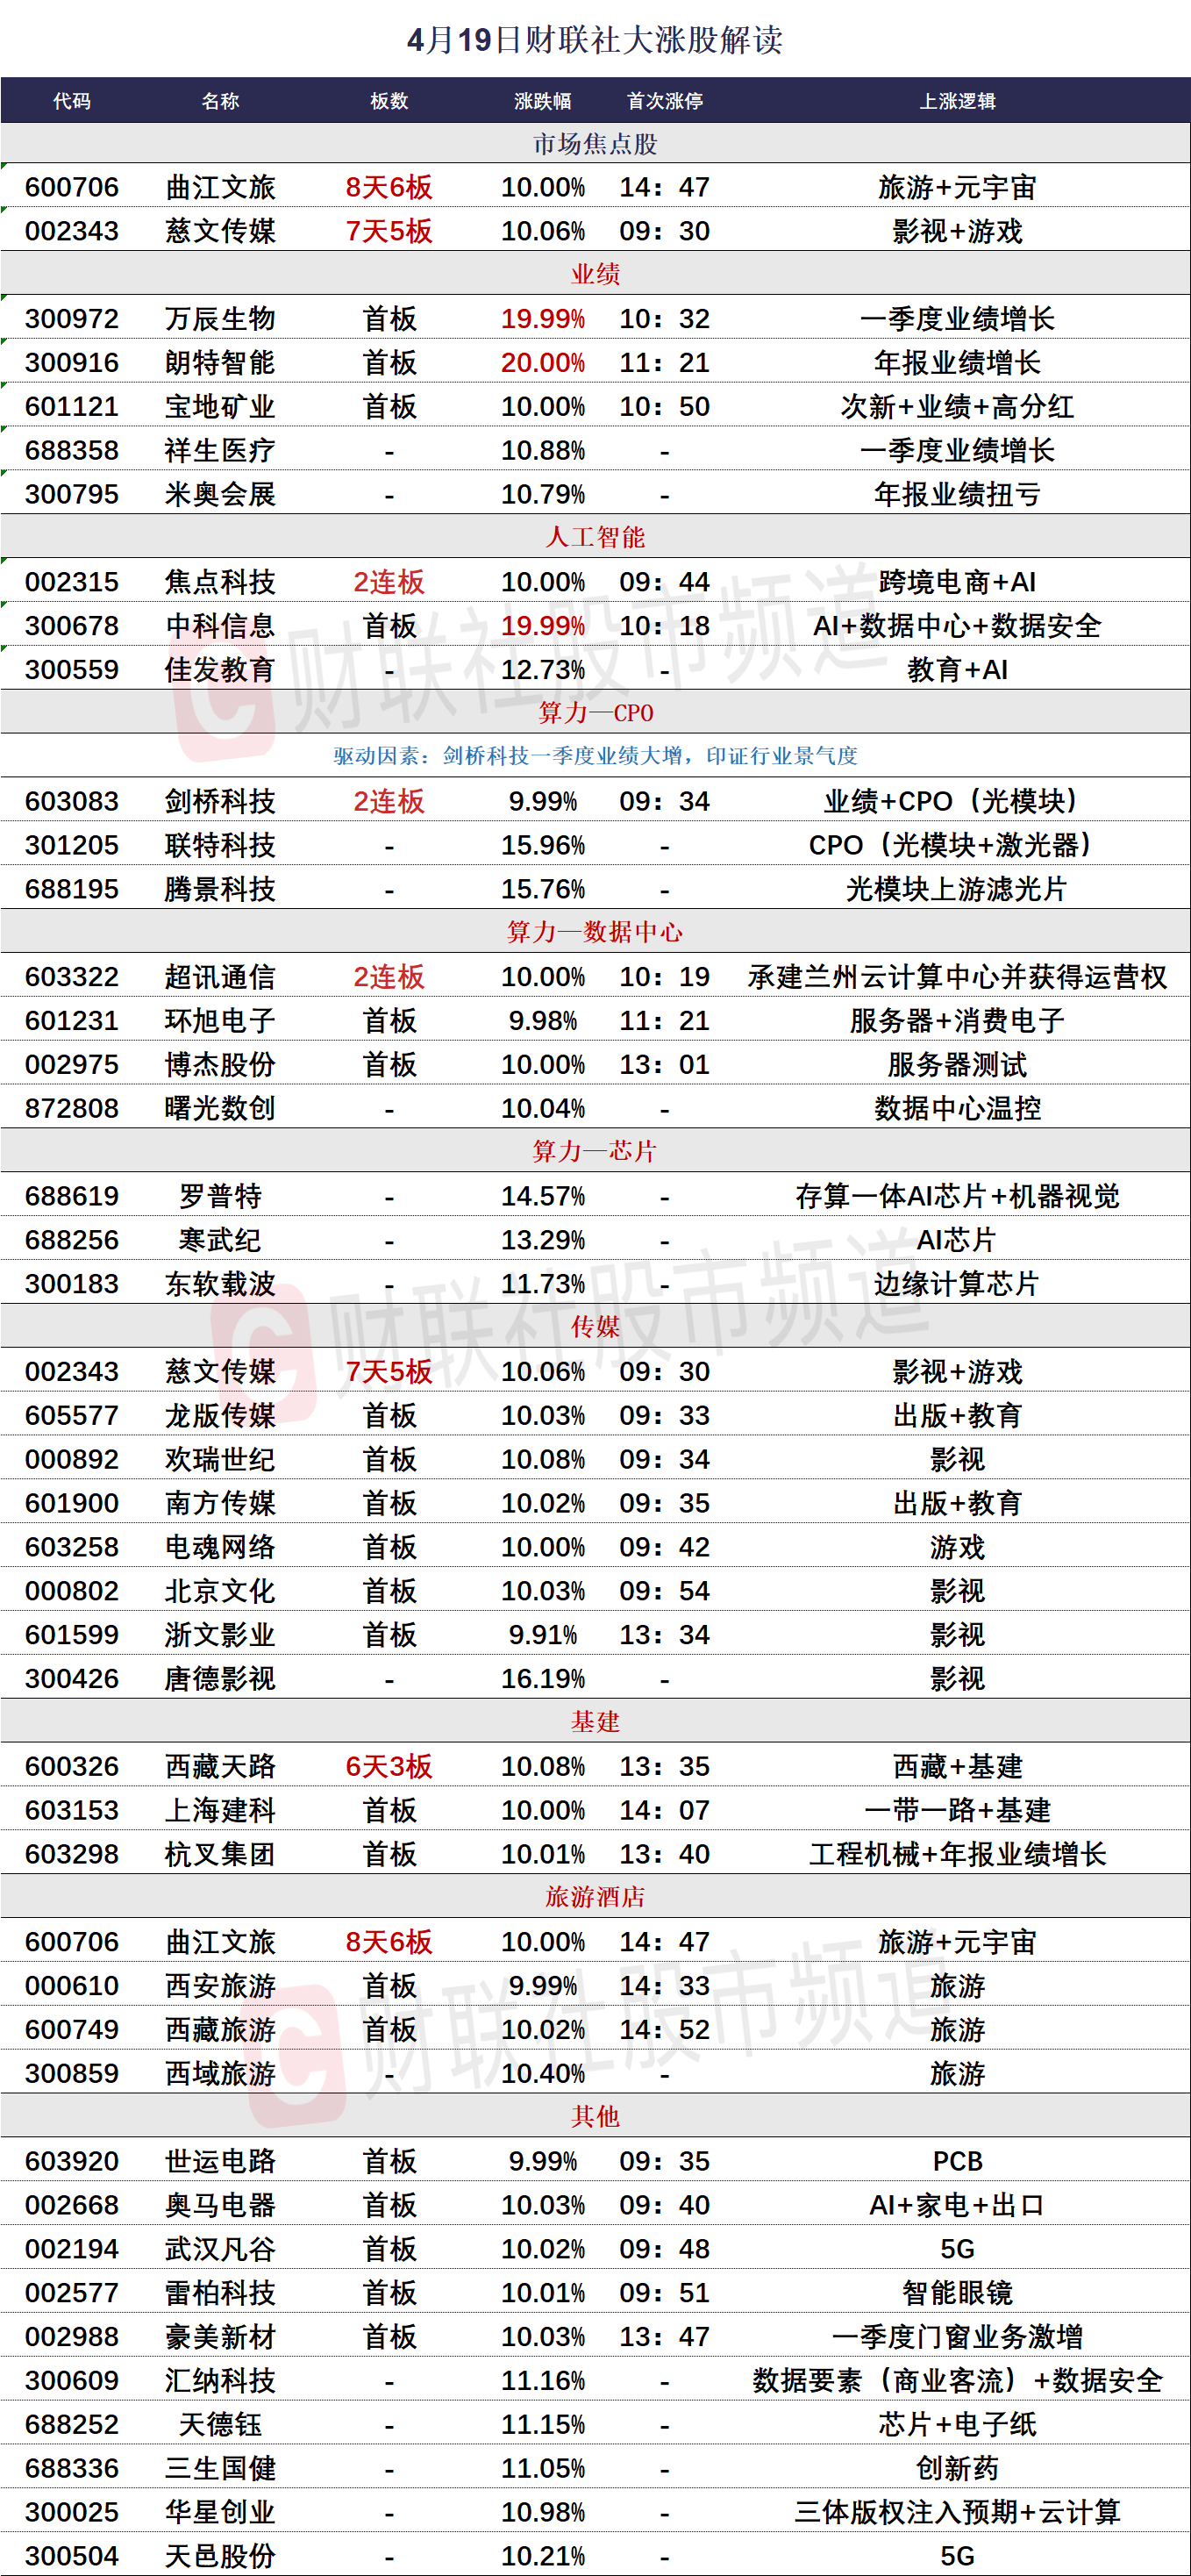 4月19日财联社大涨股解读
代码 名称 板数 涨跌幅 首次涨停 上涨逻辑
市场焦点股
600706 曲江文旅 8天6板 10.00% 14：47 旅游+元宇宙
002343 慈文传媒 7天5板 10.06% 09：30 影视+游戏
业绩
300972 万辰生物 首板 19.99% 10：32 一季度业绩增长
300916 朗特智能 首板 20.00% 11：21 年报业绩增长
601121 宝地矿业 首板 10.00% 10：50 次新+业绩+高分红
688358 祥生医疗 - 10.88% - 一季度业绩增长
300795 米奥会展 - 10.79% - 年报业绩扭亏
人工智能
002315 焦点科技 2连板 10.00% 09：44 跨境电商+AI
300678 中科信息 首板 19.99% 10：18 AI+数据中心+数据安全
300559 佳发教育 - 12.73% - 教育+AI
算力—CPO
驱动因素：剑桥科技一季度业绩大增，印证行业景气度
603083 剑桥科技 2连板 9.99% 09：34 业绩+CPO（光模块）
301205 联特科技 - 15.96% - CPO（光模块+激光器）
688195 腾景科技 - 15.76% - 光模块上游滤光片
算力—数据中心
603322 超讯通信 2连板 10.00% 10：19 承建兰州云计算中心并获得运营权
601231 环旭电子 首板 9.98% 11：21 服务器+消费电子
002975 博杰股份 首板 10.00% 13：01 服务器测试
872808 曙光数创 - 10.04% - 数据中心温控
算力—芯片
688619 罗普特 - 14.57% - 存算一体AI芯片+机器视觉
688256 寒武纪 - 13.29% - AI芯片
300183 东软载波 - 11.73% - 边缘计算芯片
传媒
002343 慈文传媒 7天5板 10.06% 09：30 影视+游戏
605577 龙版传媒 首板 10.03% 09：33 出版+教育
000892 欢瑞世纪 首板 10.08% 09：34 影视
601900 南方传媒 首板 10.02% 09：35 出版+教育
603258 电魂网络 首板 10.00% 09：42 游戏
000802 北京文化 首板 10.03% 09：54 影视
601599 浙文影业 首板 9.91% 13：34 影视
300426 唐德影视 - 16.19% - 影视
基建
600326 西藏天路 6天3板 10.08% 13：35 西藏+基建
603153 上海建科 首板 10.00% 14：07 一带一路+基建
603298 杭叉集团 首板 10.01% 13：40 工程机械+年报业绩增长
旅游酒店
600706 曲江文旅 8天6板 10.00% 14：47 旅游+元宇宙
000610 西安旅游 首板 9.99% 14：33 旅游
600749 西藏旅游 首板 10.02% 14：52 旅游
300859 西域旅游 - 10.40% - 旅游
其他
603920 世运电路 首板 9.99% 09：35 PCB
002668 奥马电器 首板 10.03% 09：40 AI+家电+出口
002194 武汉凡谷 首板 10.02% 09：48 5G
002577 雷柏科技 首板 10.01% 09：51 智能眼镜
002988 豪美新材 首板 10.03% 13：47 一季度门窗业务激增
300609 汇纳科技 - 11.16% - 数据要素（商业客流）+数据安全
688252 天德钰 - 11.15% - 芯片+电子纸
688336 三生国健 - 11.05% - 创新药
300025 华星创业 - 10.98% - 三体版权注入预期+云计算
300504 天邑股份 - 10.21% - 5G
财联社股市频道
财联社股市频道
财联社股市频道